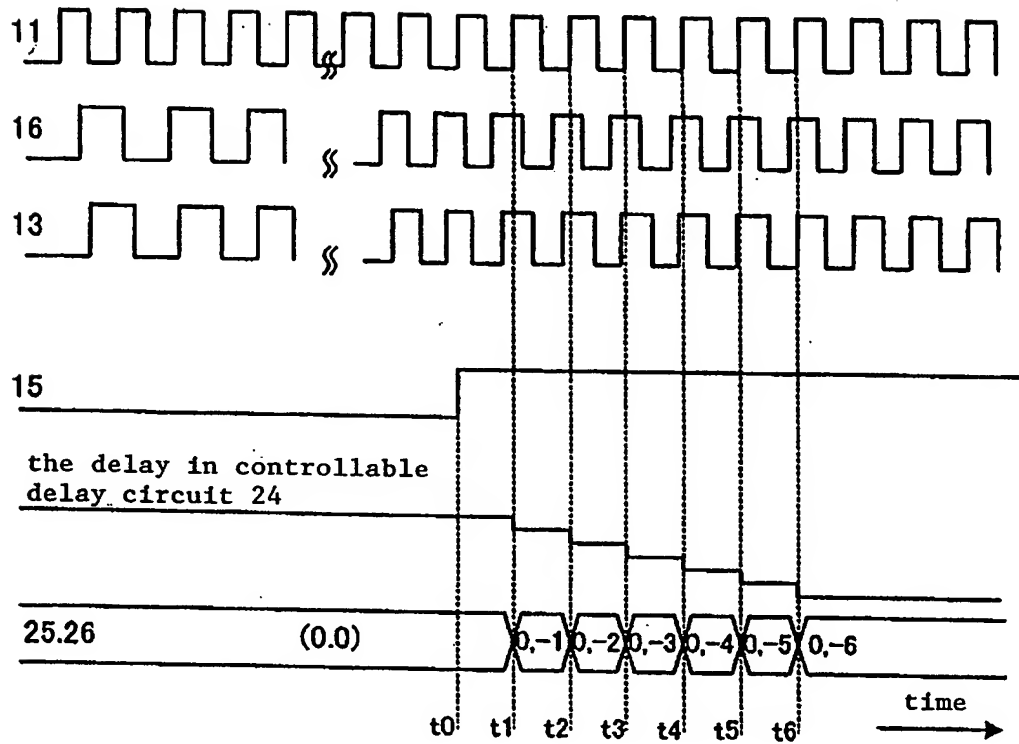 11
16
13
15
the delay in controllable
delay circuit 24
25.26 (0.0) 0,-1 0,-2 0,-3 0,-4 0,-5 0,-6
time
t0 t1 t2 t3 t4 t5 t6